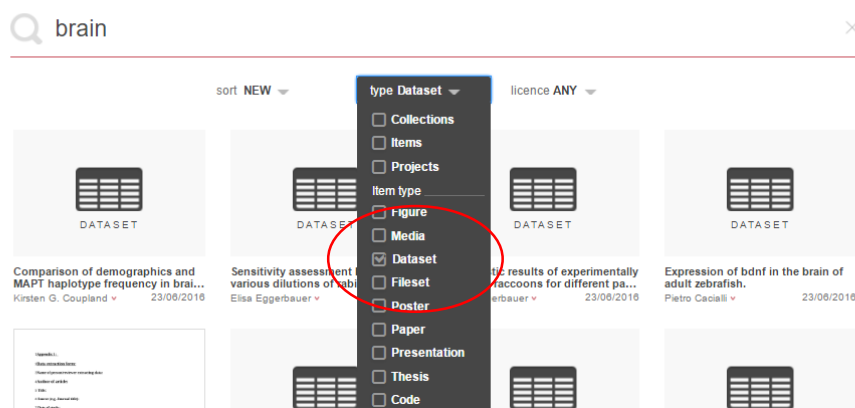 brain
sort NEW
type Dataset
licence ANY
Collections
Items
Projects
Item type
Figure
Media
Dataset
Fileset
Poster
Paper
Presentation
Thesis
Code
DATASET
DATASET
DATASET
DATASET
Comparison of demographics and
MAPT haplotype frequency in brai...
Kirsten G. Coupland 23/06/2016
Sensitivity assessment
various dilutions of
Elisa Eggerbauer
results of experimentally
raccoons for different pa...
23/06/2016
Expression of bdnf in the brain of
adult zebrafish.
Pietro Cacialli 23/06/2016